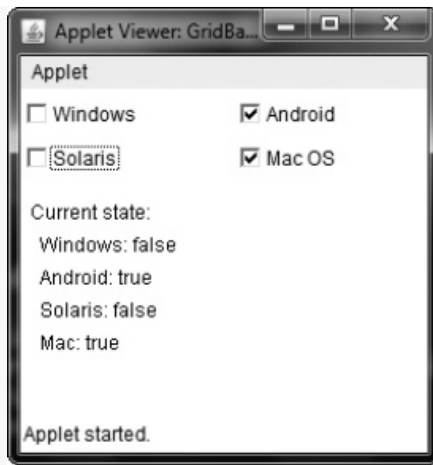 Applet Viewer: GridBa...
Applet
Windows Android
Solaris Mac OS
Current state:
Windows: false
Android: true
Solaris: false
Mac: true
Applet started.